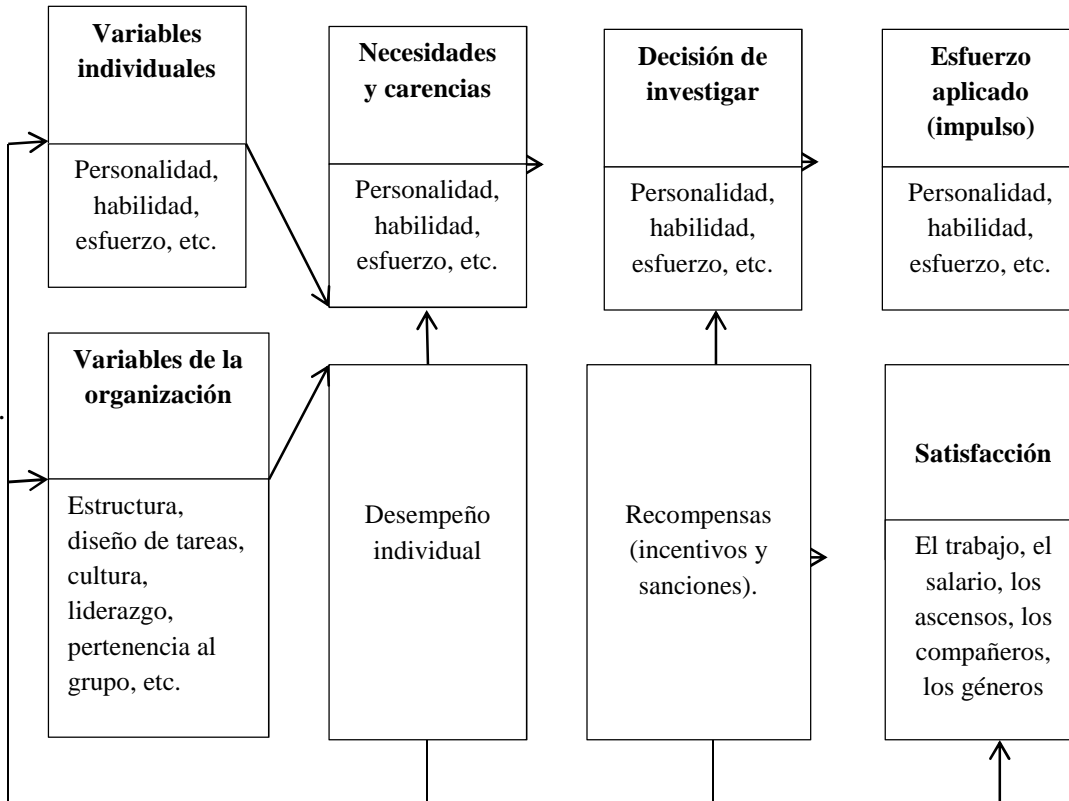 Variables
individuales
Personalidad,
habilidad,
esfuerzo, etc.
Necesidades
y carencias
Personalidad,
habilidad,
esfuerzo, etc.
Decisión de
investigar
Personalidad,
habilidad,
esfuerzo, etc.
Esfuerzo
aplicado
(impulso)
Personalidad,
habilidad,
esfuerzo, etc.
Variables de la
organización
Estructura,
diseño de tareas,
cultura,
liderazgo,
pertenencia al
grupo, etc.
Desempeño
individual
Recompensas
(incentivos y
sanciones).
Satisfacción
El trabajo, el
salario, los
ascensos, los
compañeros,
los géneros